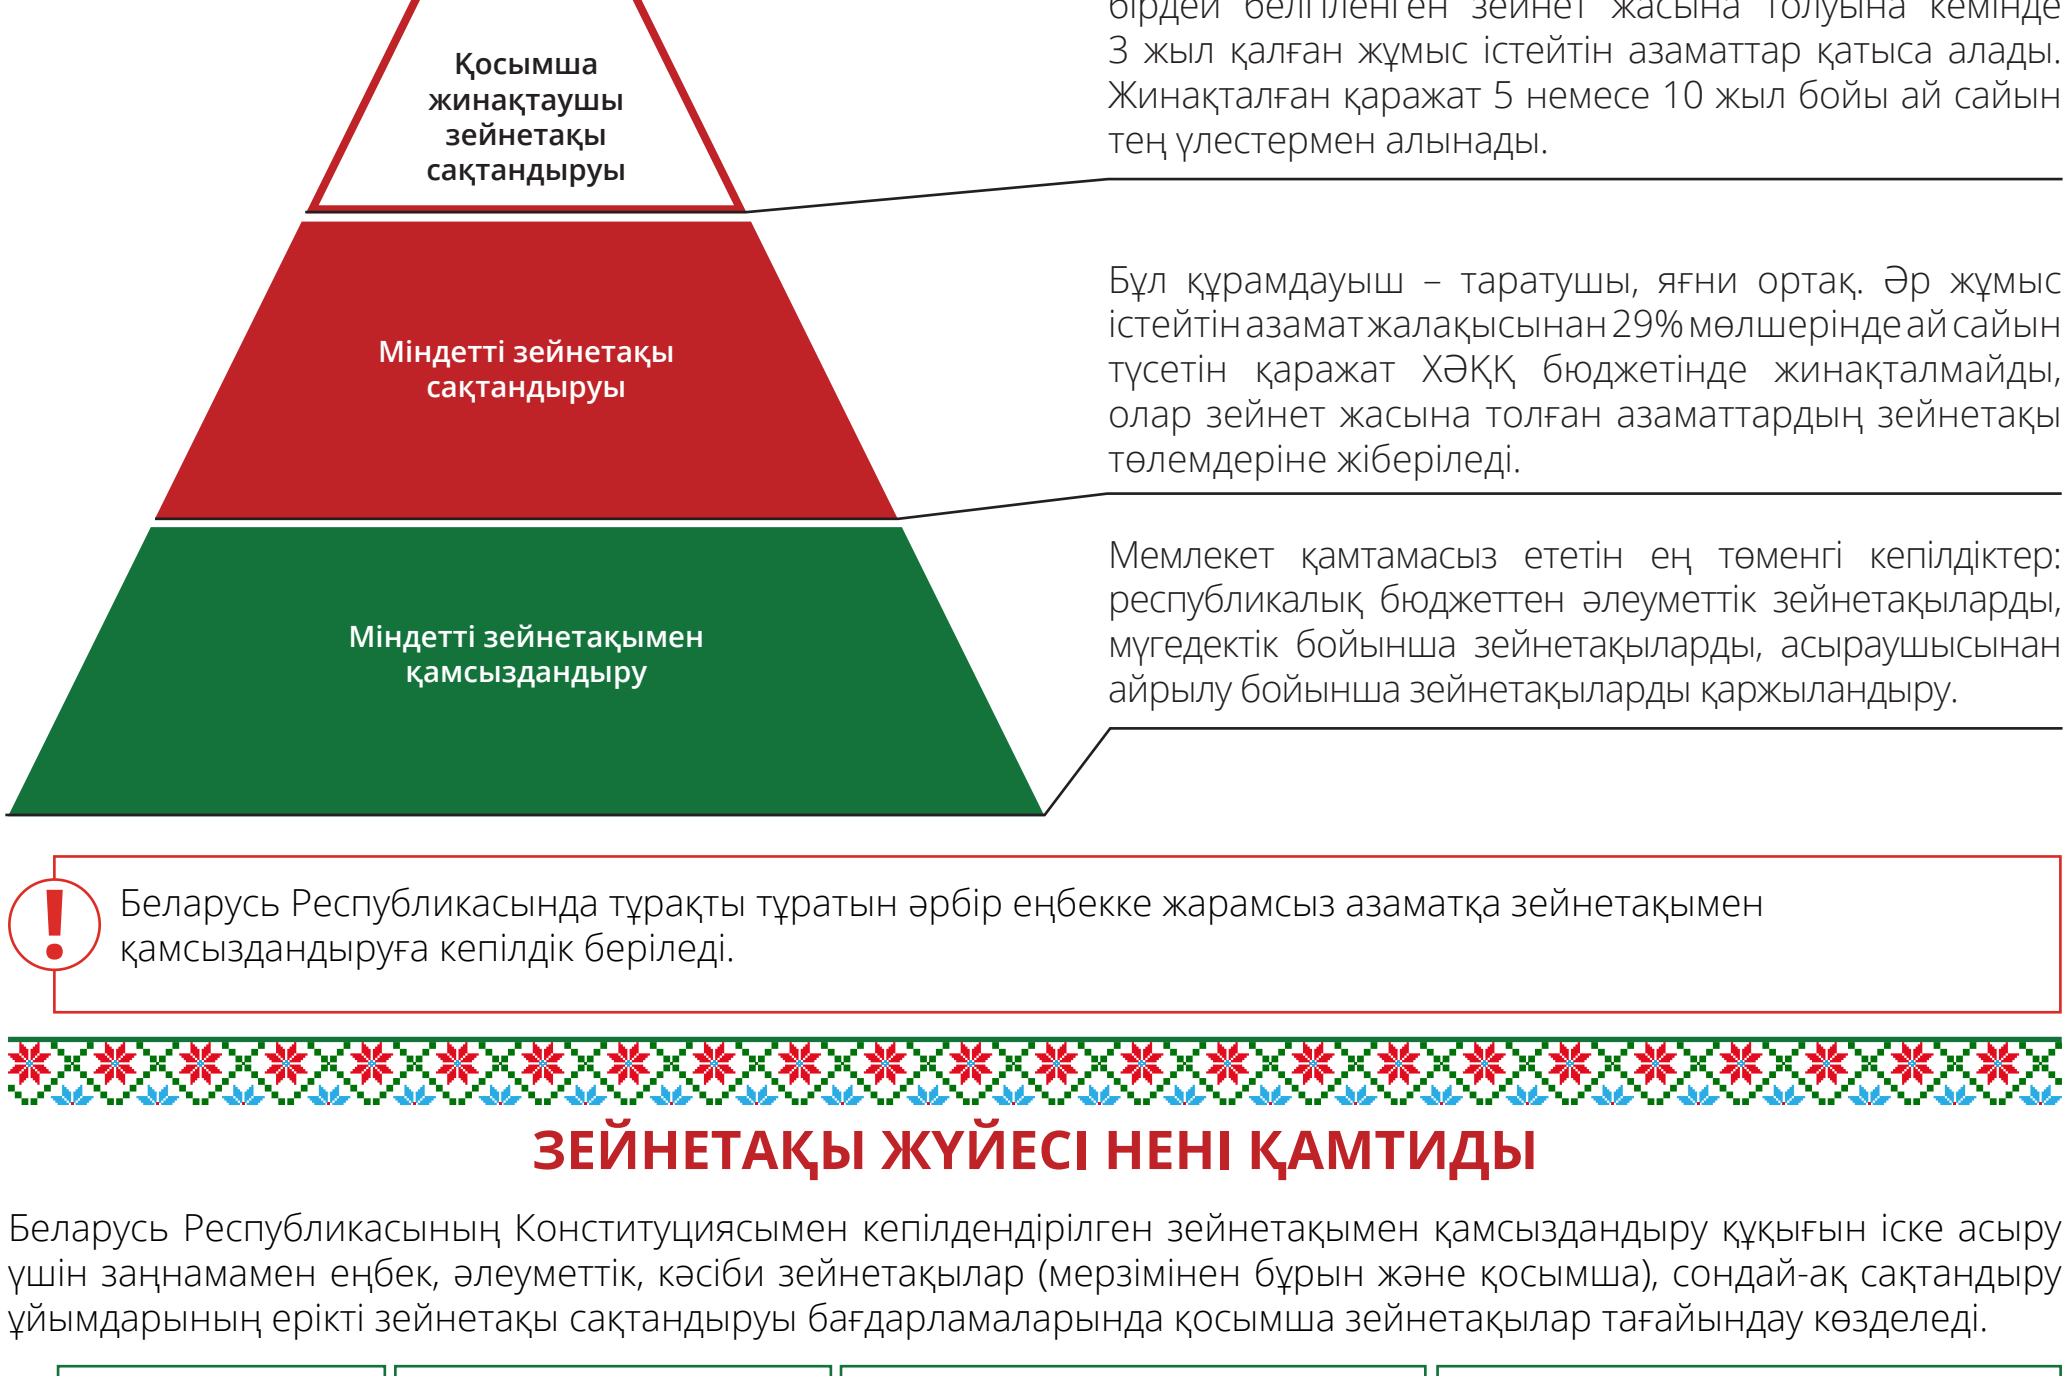 бірдей белгіленген зейнет жасына толуына кемінде
3 жыл қалған жұмыс істейтін азаматтар қатыса алады.
Жинақталған қаражат 5 немесе 10 жыл бойы ай сайын
тең үлестермен алынады.
Қосымша
жинақтаушы
зейнетақы
сақтандыруы
Бұл құрамдауыш – таратушы, яғни ортақ. Әр жұмыс
істейтін азамат жалақысынан 29% мөлшерінде ай сайын
түсетін қаражат ХӘҚҚ бюджетінде жинақталмайды,
олар зейнет жасына толған азаматтардың зейнетақы
төлемдеріне жіберіледі.
Міндетті зейнетақы
сақтандыруы
Мемлекет қамтамасыз ететін ең төменгі кепілдіктер:
республикалық бюджеттен әлеуметтік зейнетақыларды,
мүгедектік бойынша зейнетақыларды, асыраушысынан
айрылу бойынша зейнетақыларды қаржыландыру.
Міндетті зейнетақымен
қамсыздандыру
!
Беларусь Республикасында тұрақты тұратын әрбір еңбекке жарамсыз азаматқа зейнетақымен
қамсыздандыруға кепілдік беріледі.
ЗЕЙНЕТАҚЫ ЖҮЙЕСІ НЕНІ ҚАМТИДЫ
Беларусь Республикасының Конституциясымен кепілдендірілген зейнетақымен қамсыздандыру құқығын іске асыру
үшін заңнамамен еңбек, әлеуметтік, кәсіби зейнетақылар (мерзімінен бұрын және қосымша), сондай-ақ сақтандыру
ұйымдарының ерікті зейнетақы сақтандыруы бағдарламаларында қосымша зейнетақылар тағайындау көзделеді.